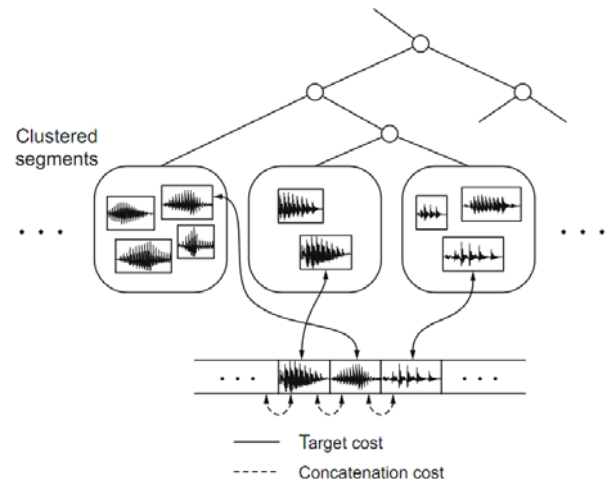 Clustered
segments
. . .
. . .
. . .
. . .
Target cost
Concatenation cost